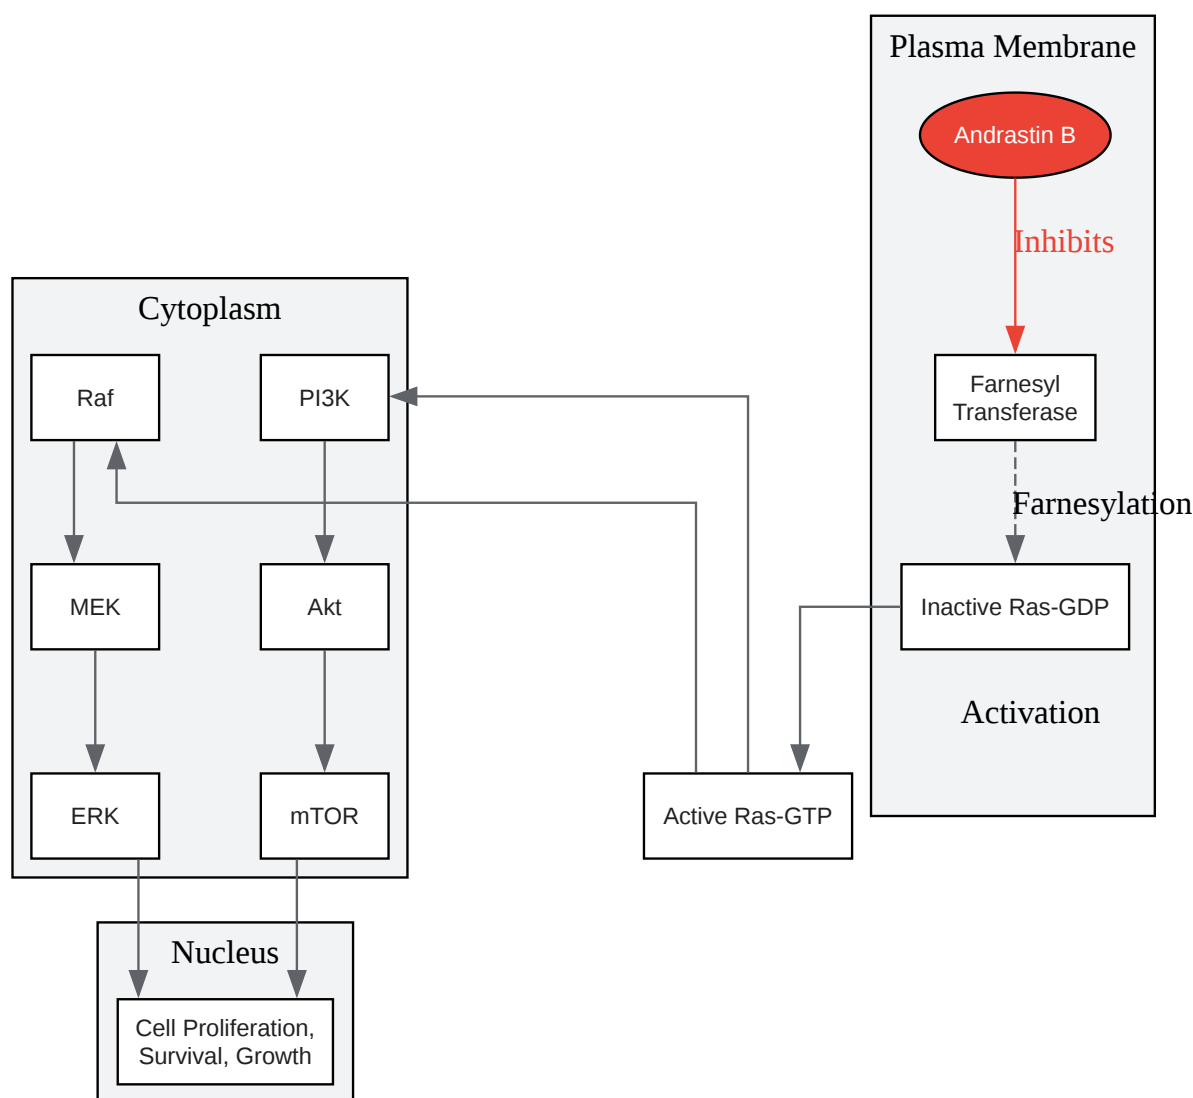 Plasma Membrane
Andrastin B
Inhibits
Farnesyl
Transferase
Farnesylation
Inactive Ras-GDP
Activation
Active Ras-GTP
Cytoplasm
Raf
PI3K
MEK
Akt
ERK
mTOR
Nucleus
Cell Proliferation,
Survival, Growth